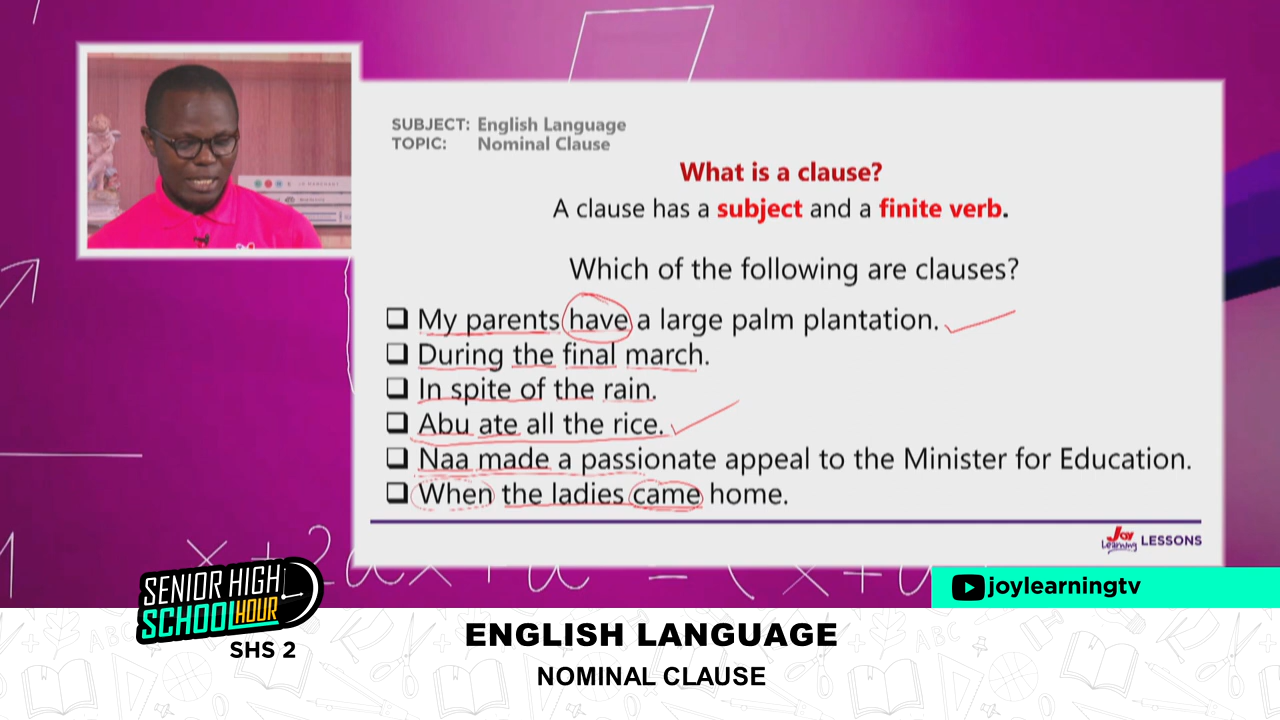 SUBJECT: English Language
TOPIC: Nominal Clause
What is a clause?
A clause has a subject and a finite verb.
Which of the following are clauses?
My parents have a large palm plantation.
During the final march.
In spite of the rain.
Abu ate all the rice.
Naa made a passionate appeal to the Minister for Education.
When the ladies came home.
Joy Learning LESSONS
joylearningtv
SENIOR HIGH
SCHOOL HOUR
SHS 2
ENGLISH LANGUAGE
NOMINAL CLAUSE